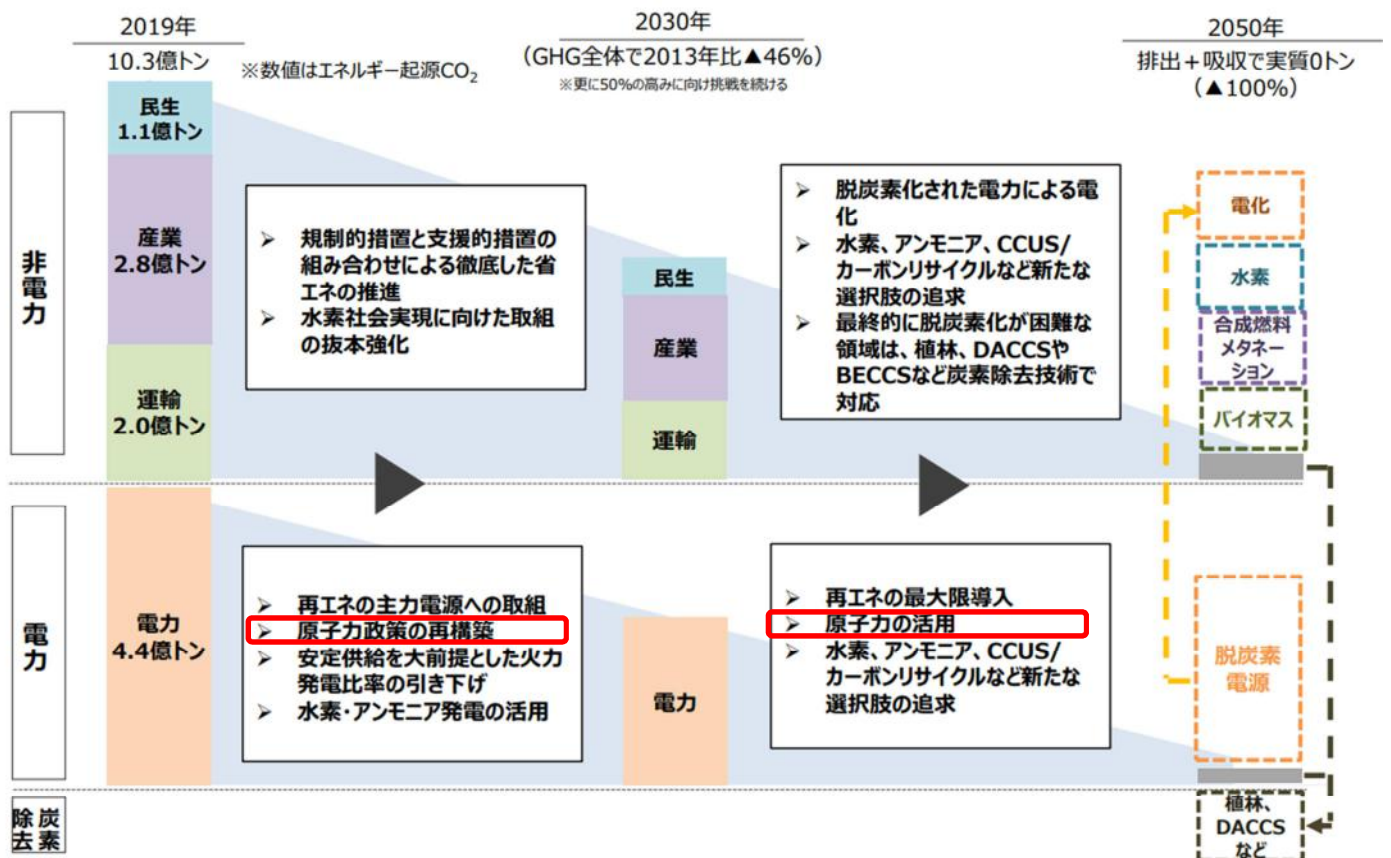 2019年
10.3億トン
※数値はエネルギー起源CO₂
2030年
（GHG全体で2013年比▲46%）
※更に50%の高みに向け挑戦を続ける
2050年
排出＋吸収で実質0トン
（▲100%）
非電力
民生
1.1億トン
産業
2.8億トン
運輸
2.0億トン
➢ 規制的措置と支援的措置の
組み合わせによる徹底した省
エネの推進
➢ 水素社会実現に向けた取組
の抜本強化
民生
産業
運輸
➢ 脱炭素化された電力による電
化
➢ 水素、アンモニア、CCUS/
カーボンリサイクルなど新たな
選択肢の追求
➢ 最終的に脱炭素化が困難な
領域は、植林、DACCSや
BECCSなど炭素除去技術で
対応
電化
水素
合成燃料
メタネー
ション
バイオマス
電力
電力
4.4億トン
➢ 再エネの主力電源への取組
➢ 原子力政策の再構築
➢ 安定供給を大前提とした火力
発電比率の引き下げ
➢ 水素・アンモニア発電の活用
電力
➢ 再エネの最大限導入
➢ 原子力の活用
➢ 水素、アンモニア、CCUS/
カーボンリサイクルなど新たな
選択肢の追求
脱炭素
電源
炭素除去
植林、
DACCS
など